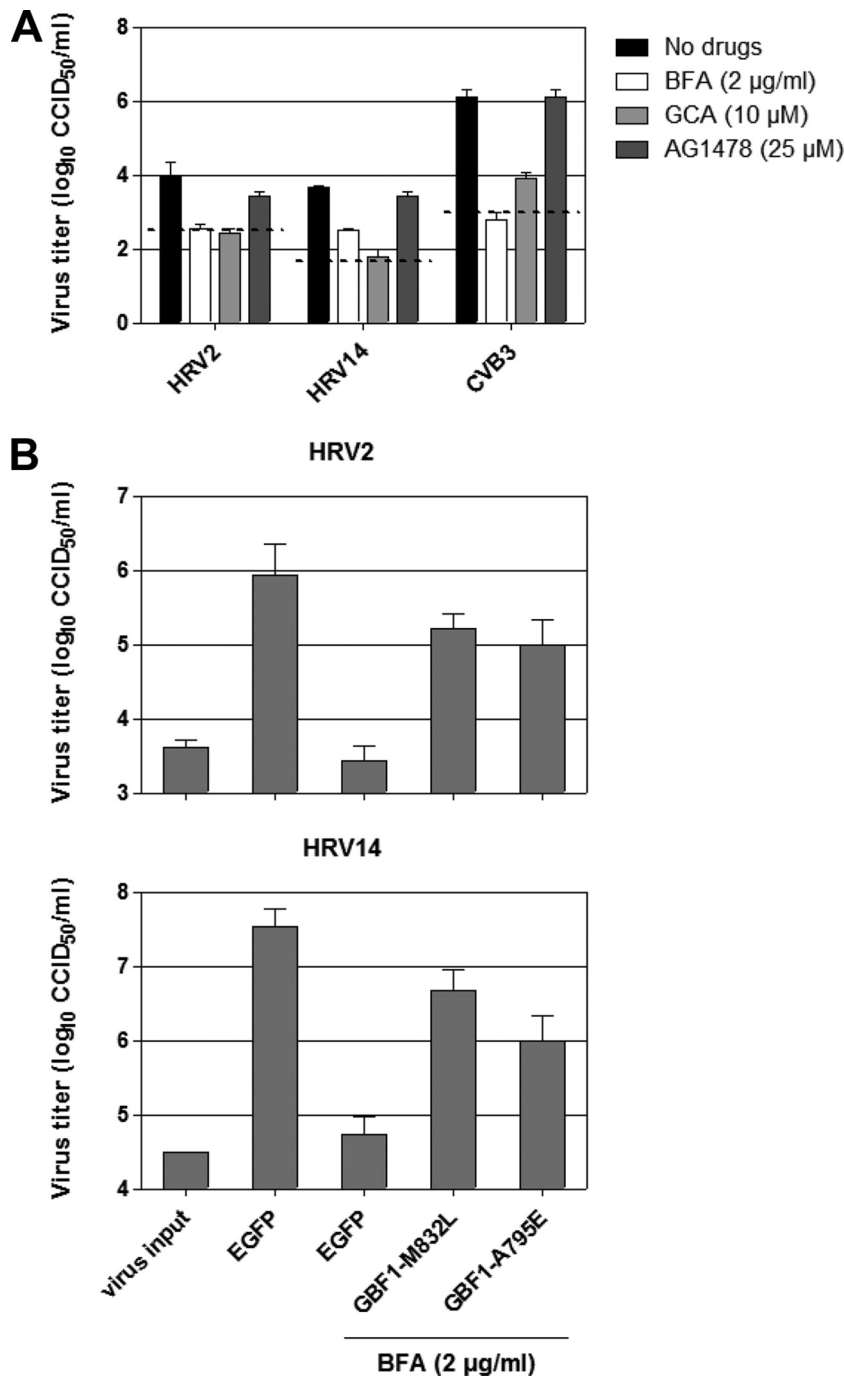 A
Virus titer (log10 CCID50/ml)
8
6
4
2
0
HRV2
HRV14
CVB3
No drugs
BFA (2 µg/ml)
GCA (10 µM)
AG1478 (25 µM)
B
HRV2
Virus titer (log10 CCID50/ml)
7
6
5
4
3
HRV14
Virus titer (log10 CCID50/ml)
8
7
6
5
4
virus input
EGFP
EGFP
GBF1-M832L
GBF1-A795E
BFA (2 µg/ml)